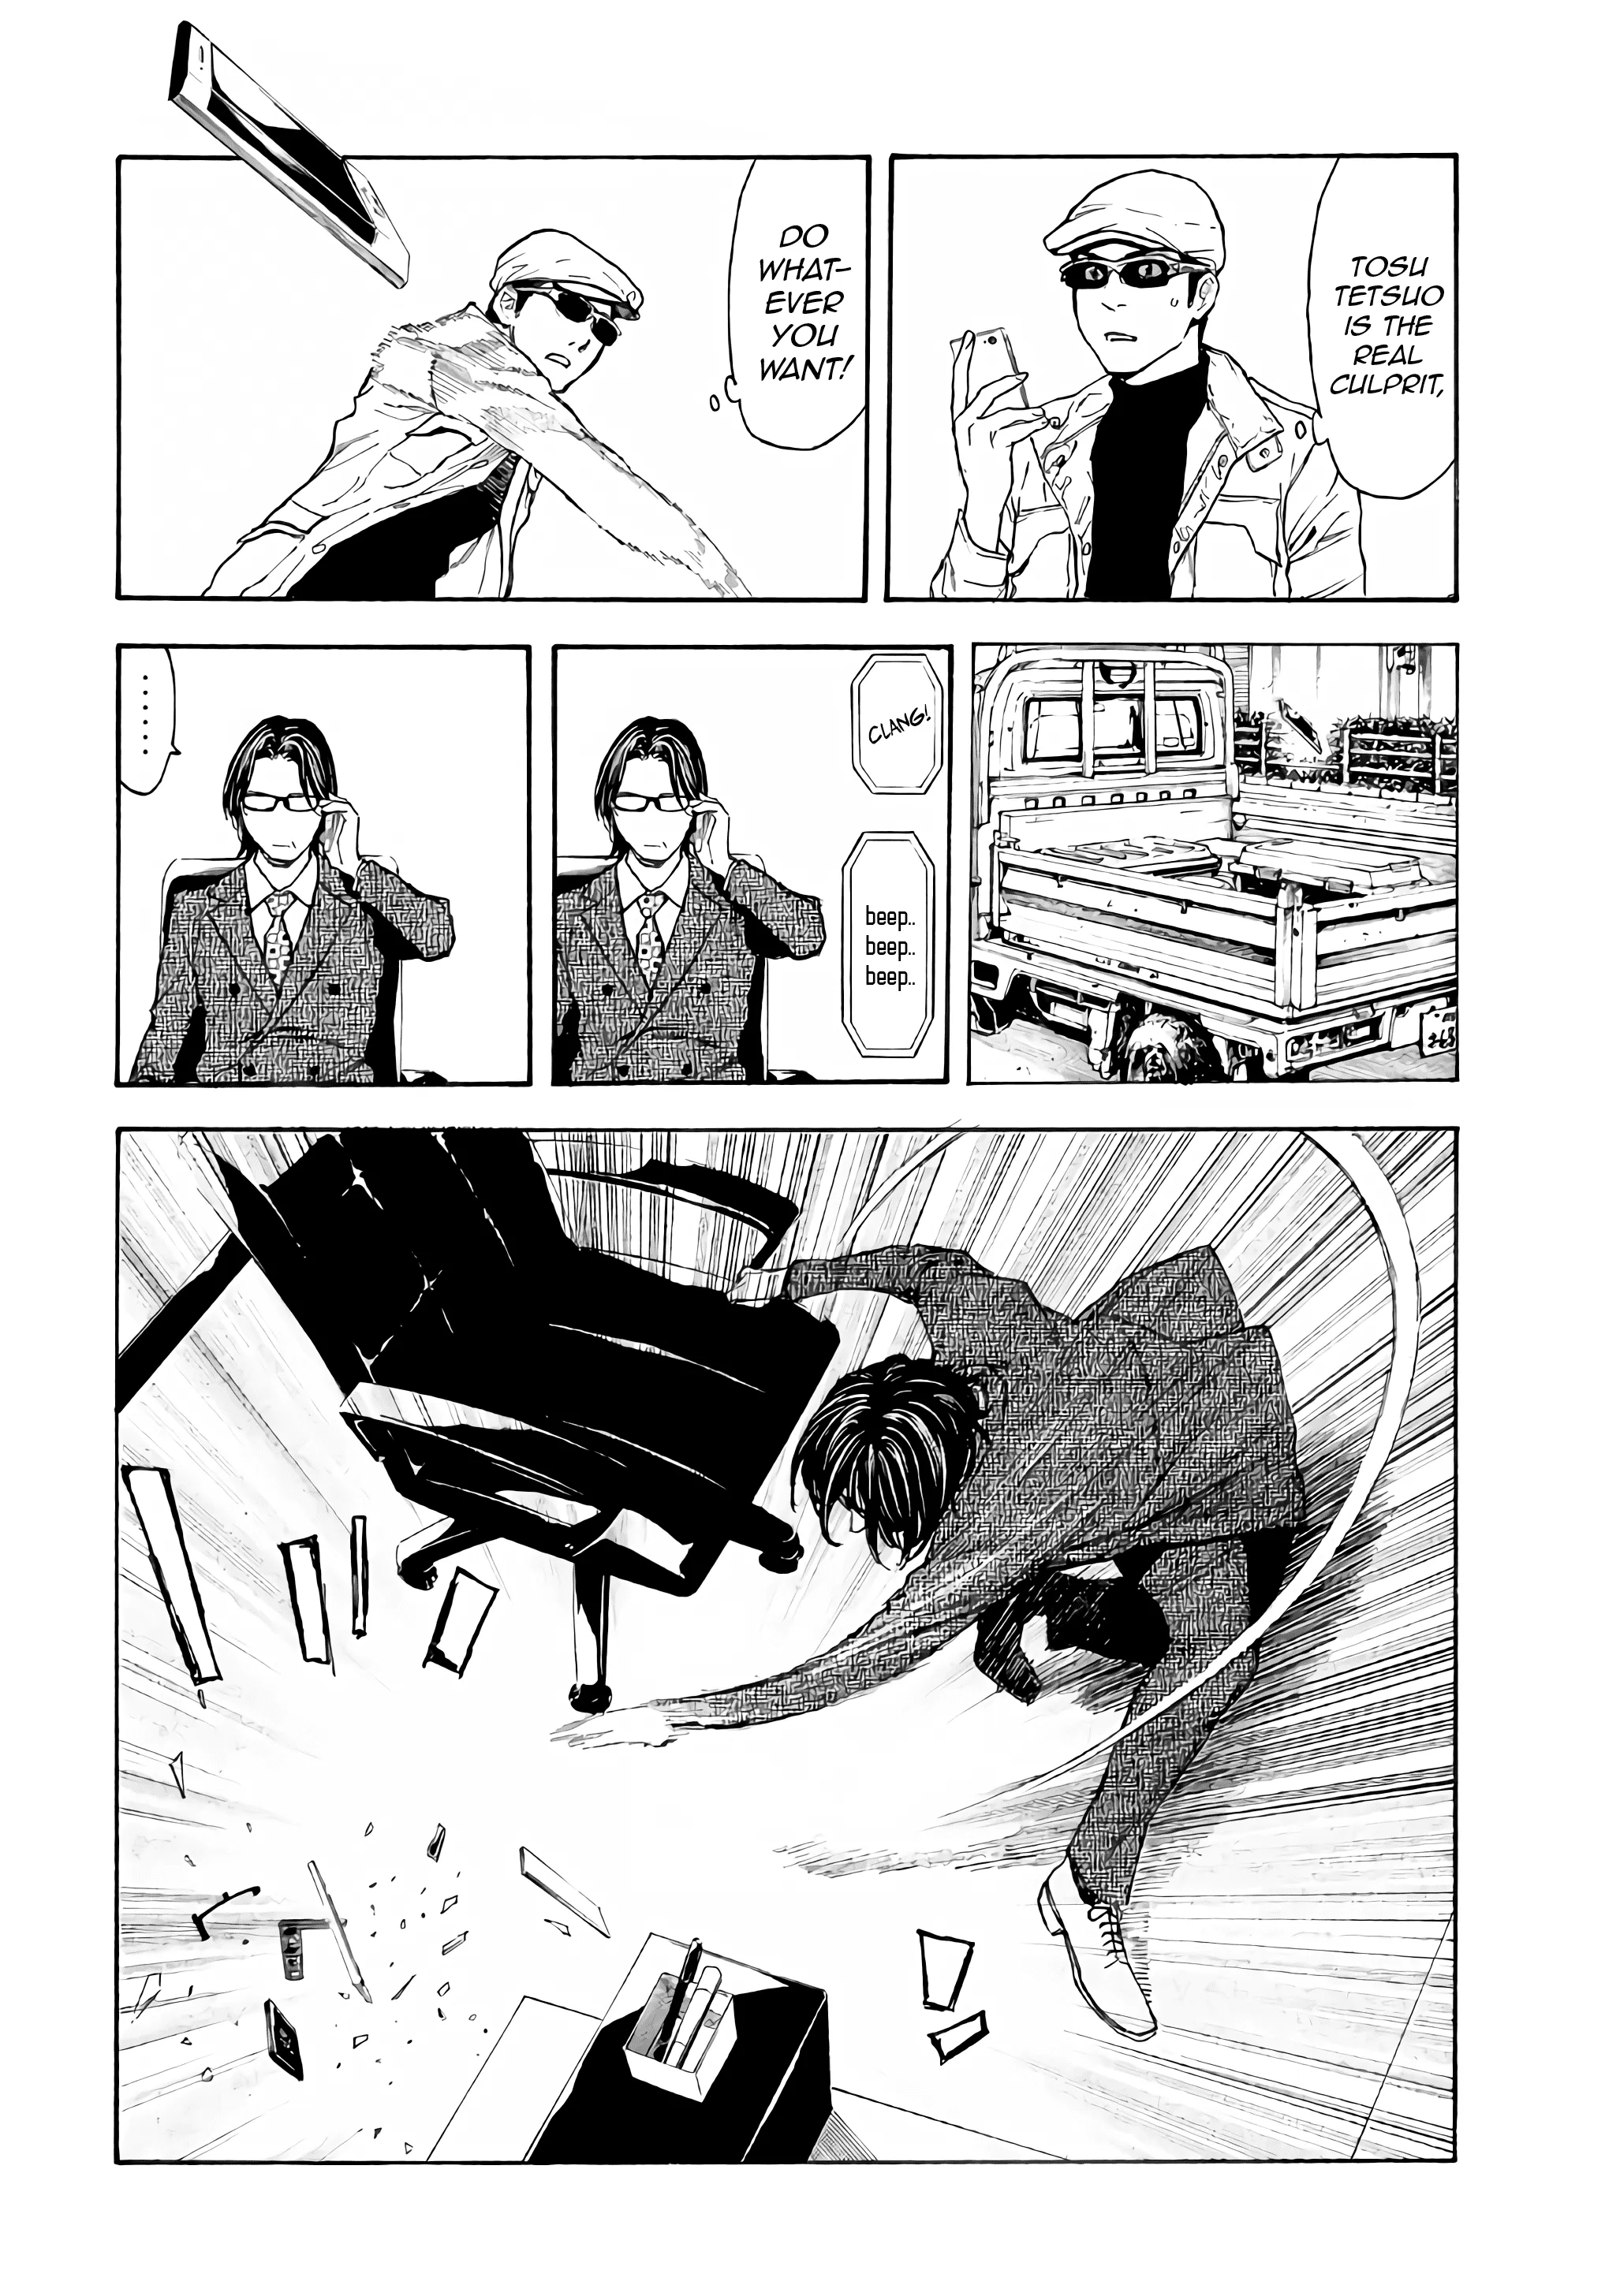 TOSU
TETSUO
IS THE
REAL
CULPRIT,
DO
WHAT-
EVER
YOU
WANT!
CLANG!
beep..
beep..
beep..
......